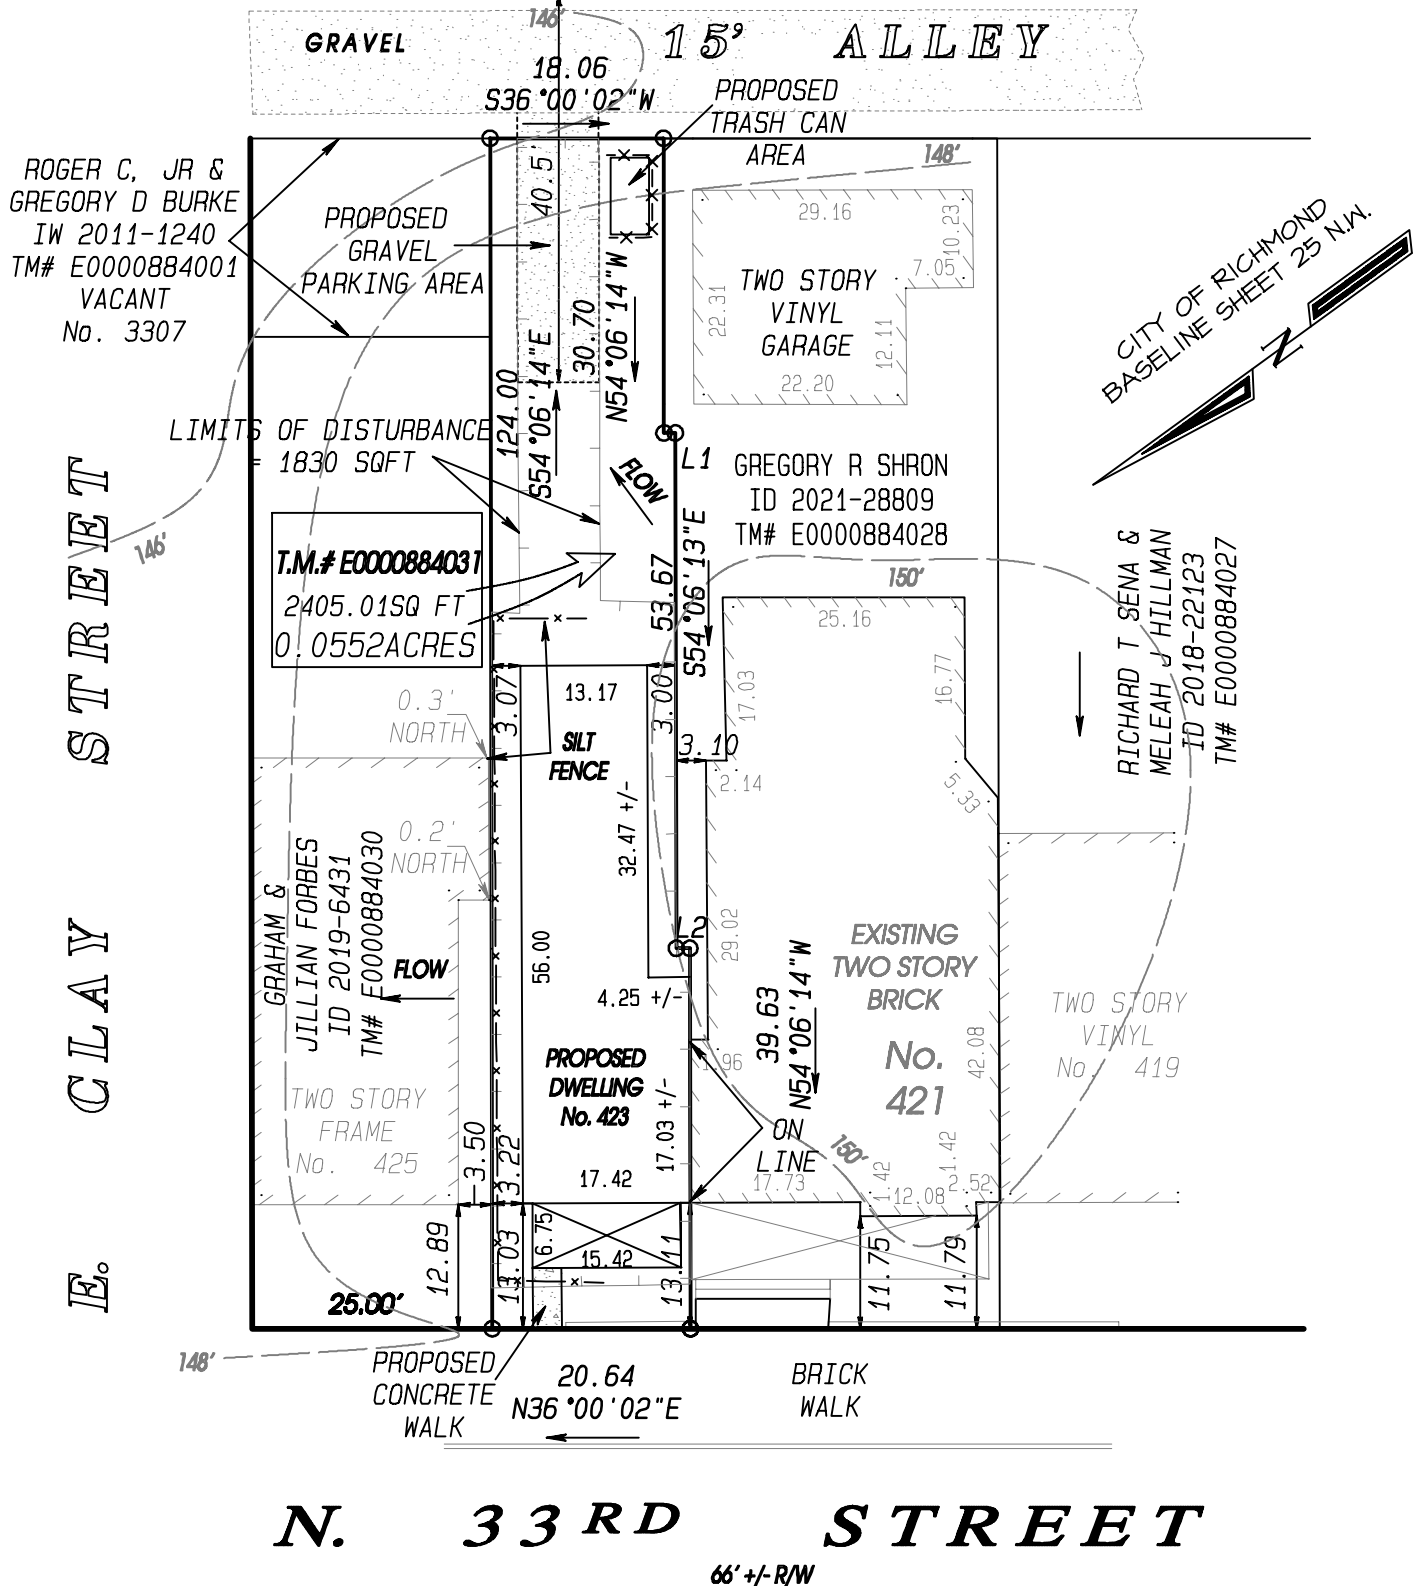 146'
GRAVEL
15' ALLEY
18.06
S36°00'02"W
PROPOSED
TRASH CAN
AREA
148'
ROGER C, JR &
GREGORY D BURKE
IW 2011-1240
TM# E0000884001
VACANT
No. 3307
PROPOSED
GRAVEL
PARKING AREA
40.5'
30.70
N54°06'14"W
124.00
S54°06'14"E
29.16
10.23
7.05
22.31
12.11
22.20
TWO STORY
VINYL
GARAGE
CITY OF RICHMOND
BASELINE SHEET 25 N.W.
N
LIMITS OF DISTURBANCE
= 1830 SQFT
L1
FLOW
GREGORY R SHRON
ID 2021-28809
TM# E0000884028
146'
T.M.# E0000884031
2405.01SQ FT
0.0552ACRES
53.67
S54°06'13"E
150'
RICHARD T SENA &
MELEAH J HILLMAN
ID 2018-22123
TM# E0000884027
25.16
17.03
16.77
5.33
2.14
0.3'
NORTH
3.07
13.17
3.00
3.10
SILT
FENCE
32.47 +/-
0.2'
NORTH
GRAHAM &
JILLIAN FORBES
ID 2019-6431
TM# E0000884030
FLOW
56.00
L2
4.25 +/-
29.02
EXISTING
TWO STORY
BRICK
No.
421
39.63
N54°06'14"W
42.08
TWO STORY
VINYL
No. 419
1.96
PROPOSED
DWELLING
No. 423
17.03 +/-
TWO STORY
FRAME
No. 425
ON
LINE
150'
3.50
3.22
17.42
17.73
1.42
12.08
1.42
2.52
12.89
13.03
6.75
15.42
13.11
11.75
11.79
25.00'
148'
PROPOSED
CONCRETE
WALK
20.64
N36°00'02"E
BRICK
WALK
E. CLAY STREET
N. 33RD STREET
66' +/- R/W